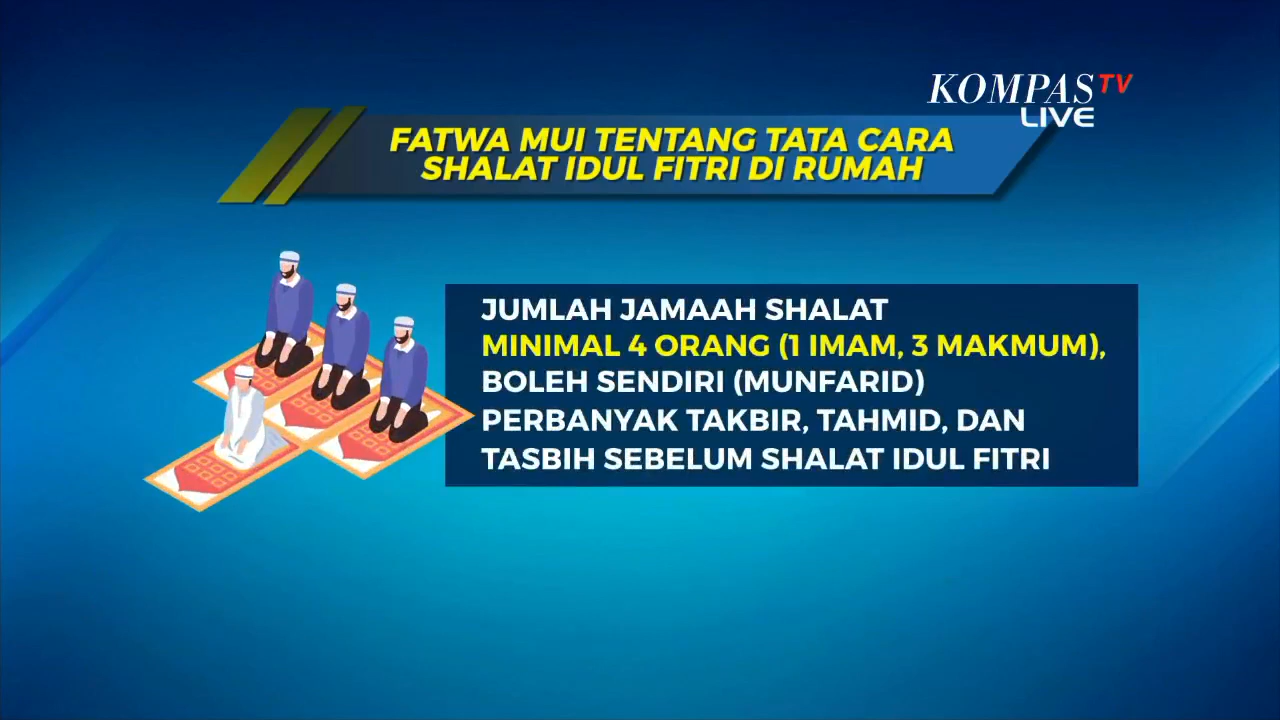 KOMPAS TV
LIVE
FATWA MUI TENTANG TATA CARA
SHALAT IDUL FITRI DI RUMAH
JUMLAH JAMAAH SHALAT
MINIMAL 4 ORANG (1 IMAM, 3 MAKMUM),
BOLEH SENDIRI (MUNFARID)
PERBANYAK TAKBIR, TAHMID, DAN
TASBIH SEBELUM SHALAT IDUL FITRI